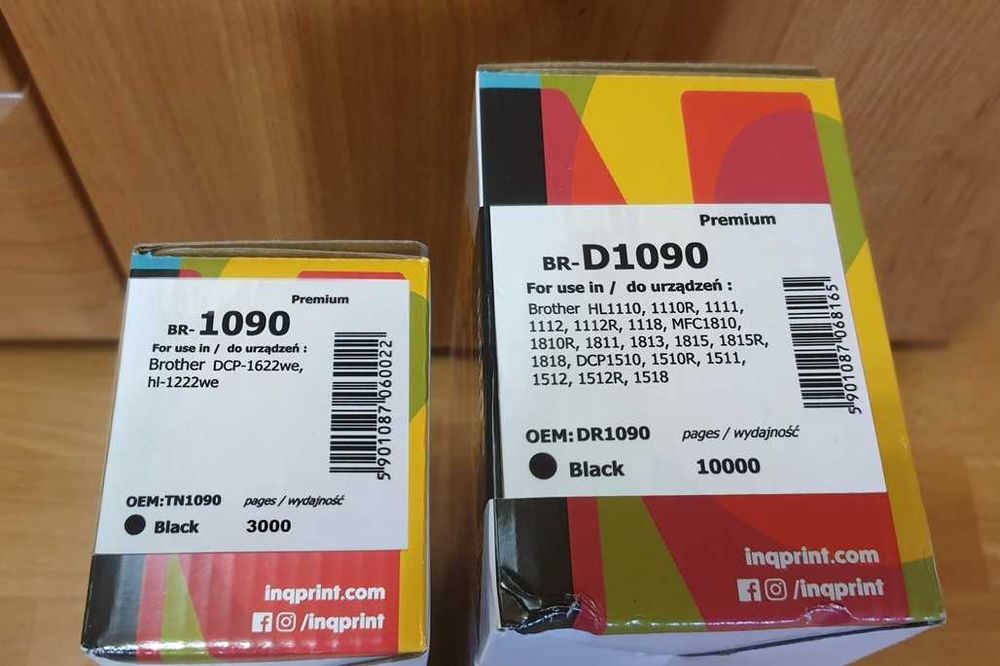 Premium
BR-1090
For use in / do urządzeń :
Brother DCP-1622we,
hl-1222we
5901087060022
OEM:TN1090 pages / wydajność
Black 3000
inqprint.com
/inqprint
Premium
BR-D1090
For use in / do urządzeń :
Brother HL1110, 1110R, 1111,
1112, 1112R, 1118, MFC1810,
1810R, 1811, 1813, 1815, 1815R,
1818, DCP1510, 1510R, 1511,
1512, 1512R, 1518
5901087068165
OEM:DR1090 pages / wydajność
Black 10000
inqprint.com
/inqprint